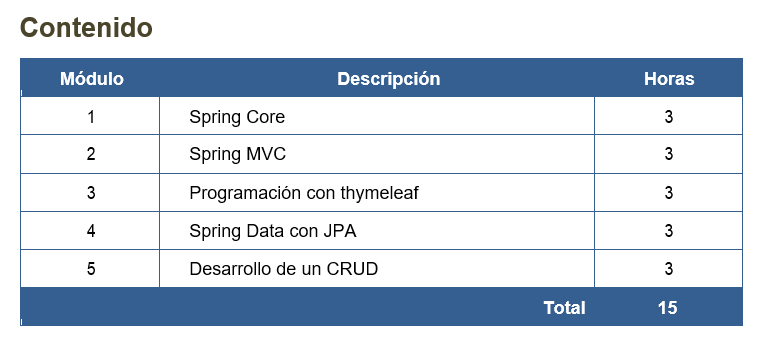 Contenido
Módulo Descripción Horas
1 Spring Core 3
2 Spring MVC 3
3 Programación con thymeleaf 3
4 Spring Data con JPA 3
5 Desarrollo de un CRUD 3
Total 15